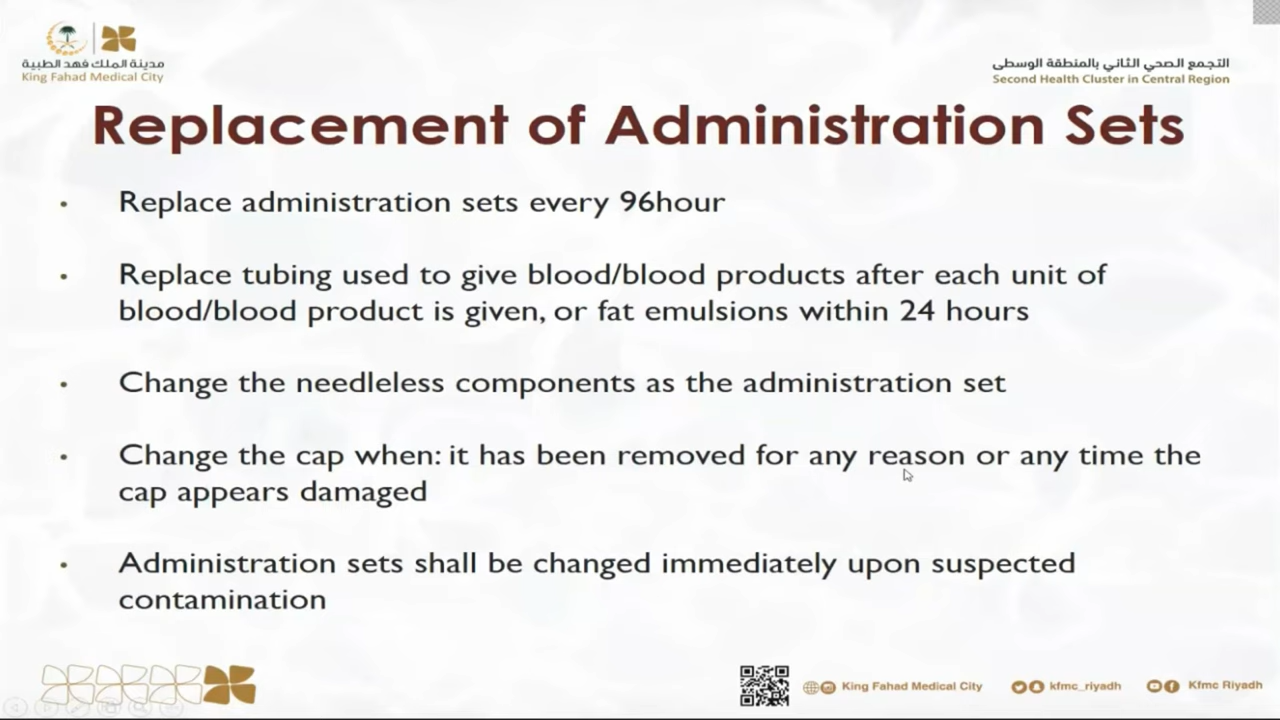 مدينة الملك فهد الطبية
King Fahad Medical City
التجمع الصحي الثاني بالمنطقة الوسطى
Second Health Cluster in Central Region
Replacement of Administration Sets
• Replace administration sets every 96hour
• Replace tubing used to give blood/blood products after each unit of
blood/blood product is given, or fat emulsions within 24 hours
• Change the needleless components as the administration set
• Change the cap when: it has been removed for any reason or any time the
cap appears damaged
• Administration sets shall be changed immediately upon suspected
contamination
King Fahad Medical City
kfmc_riyadh
Kfmc Riyadh